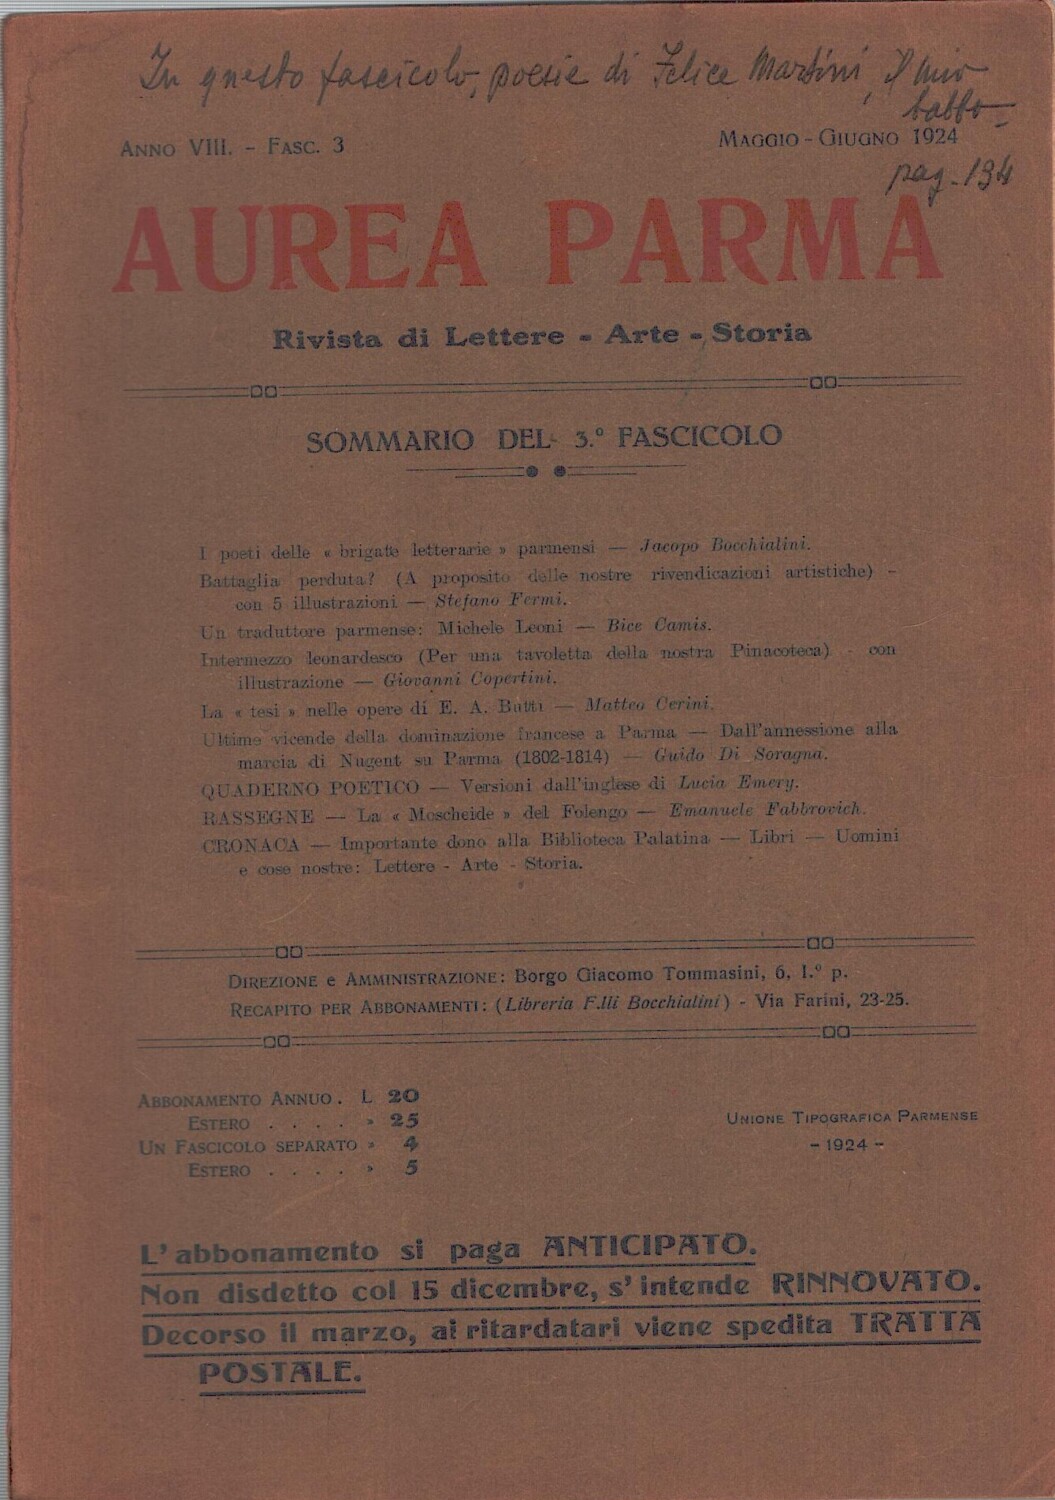 In questo fascicolo, poesie di Felice Martini, il mio
babbo -
ANNO VIII. - FASC. 3
MAGGIO - GIUGNO 1924
pag. 134
AUREA PARMA
Rivista di Lettere - Arte - Storia
SOMMARIO DEL 3.º FASCICOLO
I poeti delle « brigate letterarie » parmensi — Jacopo Bocchialini.
Battaglia perduta? (A proposito delle nostre rivendicazioni artistiche) -
con 5 illustrazioni — Stefano Fermi.
Un traduttore parmense: Michele Leoni — Bice Camis.
Intermezzo leonardesco (Per una tavoletta della nostra Pinacoteca) - con
illustrazione — Giovanni Copertini.
La « tesi » nelle opere di E. A. Butti — Matteo Cerini.
Ultime vicende della dominazione francese a Parma — Dall'annessione alla
marcia di Nugent su Parma (1802-1814) — Guido Di Soragna.
QUADERNO POETICO — Versioni dall'inglese di Lucia Emery.
RASSEGNE — La « Moscheide » del Folengo — Emanuele Fabbrovich.
CRONACA — Importante dono alla Biblioteca Palatina — Libri — Uomini
e cose nostre: Lettere - Arte - Storia.
DIREZIONE e AMMINISTRAZIONE: Borgo Giacomo Tommasini, 6, I.º p.
RECAPITO PER ABBONAMENTI: (Libreria F.lli Bocchialini) - Via Farini, 23-25.
ABBONAMENTO ANNUO . L 20
ESTERO . . . . » 25
UN FASCICOLO SEPARATO » 4
ESTERO . . . . » 5
UNIONE TIPOGRAFICA PARMENSE
- 1924 -
L'abbonamento si paga ANTICIPATO.
Non disdetto col 15 dicembre, s'intende RINNOVATO.
Decorso il marzo, ai ritardatari viene spedita TRATTA
POSTALE.